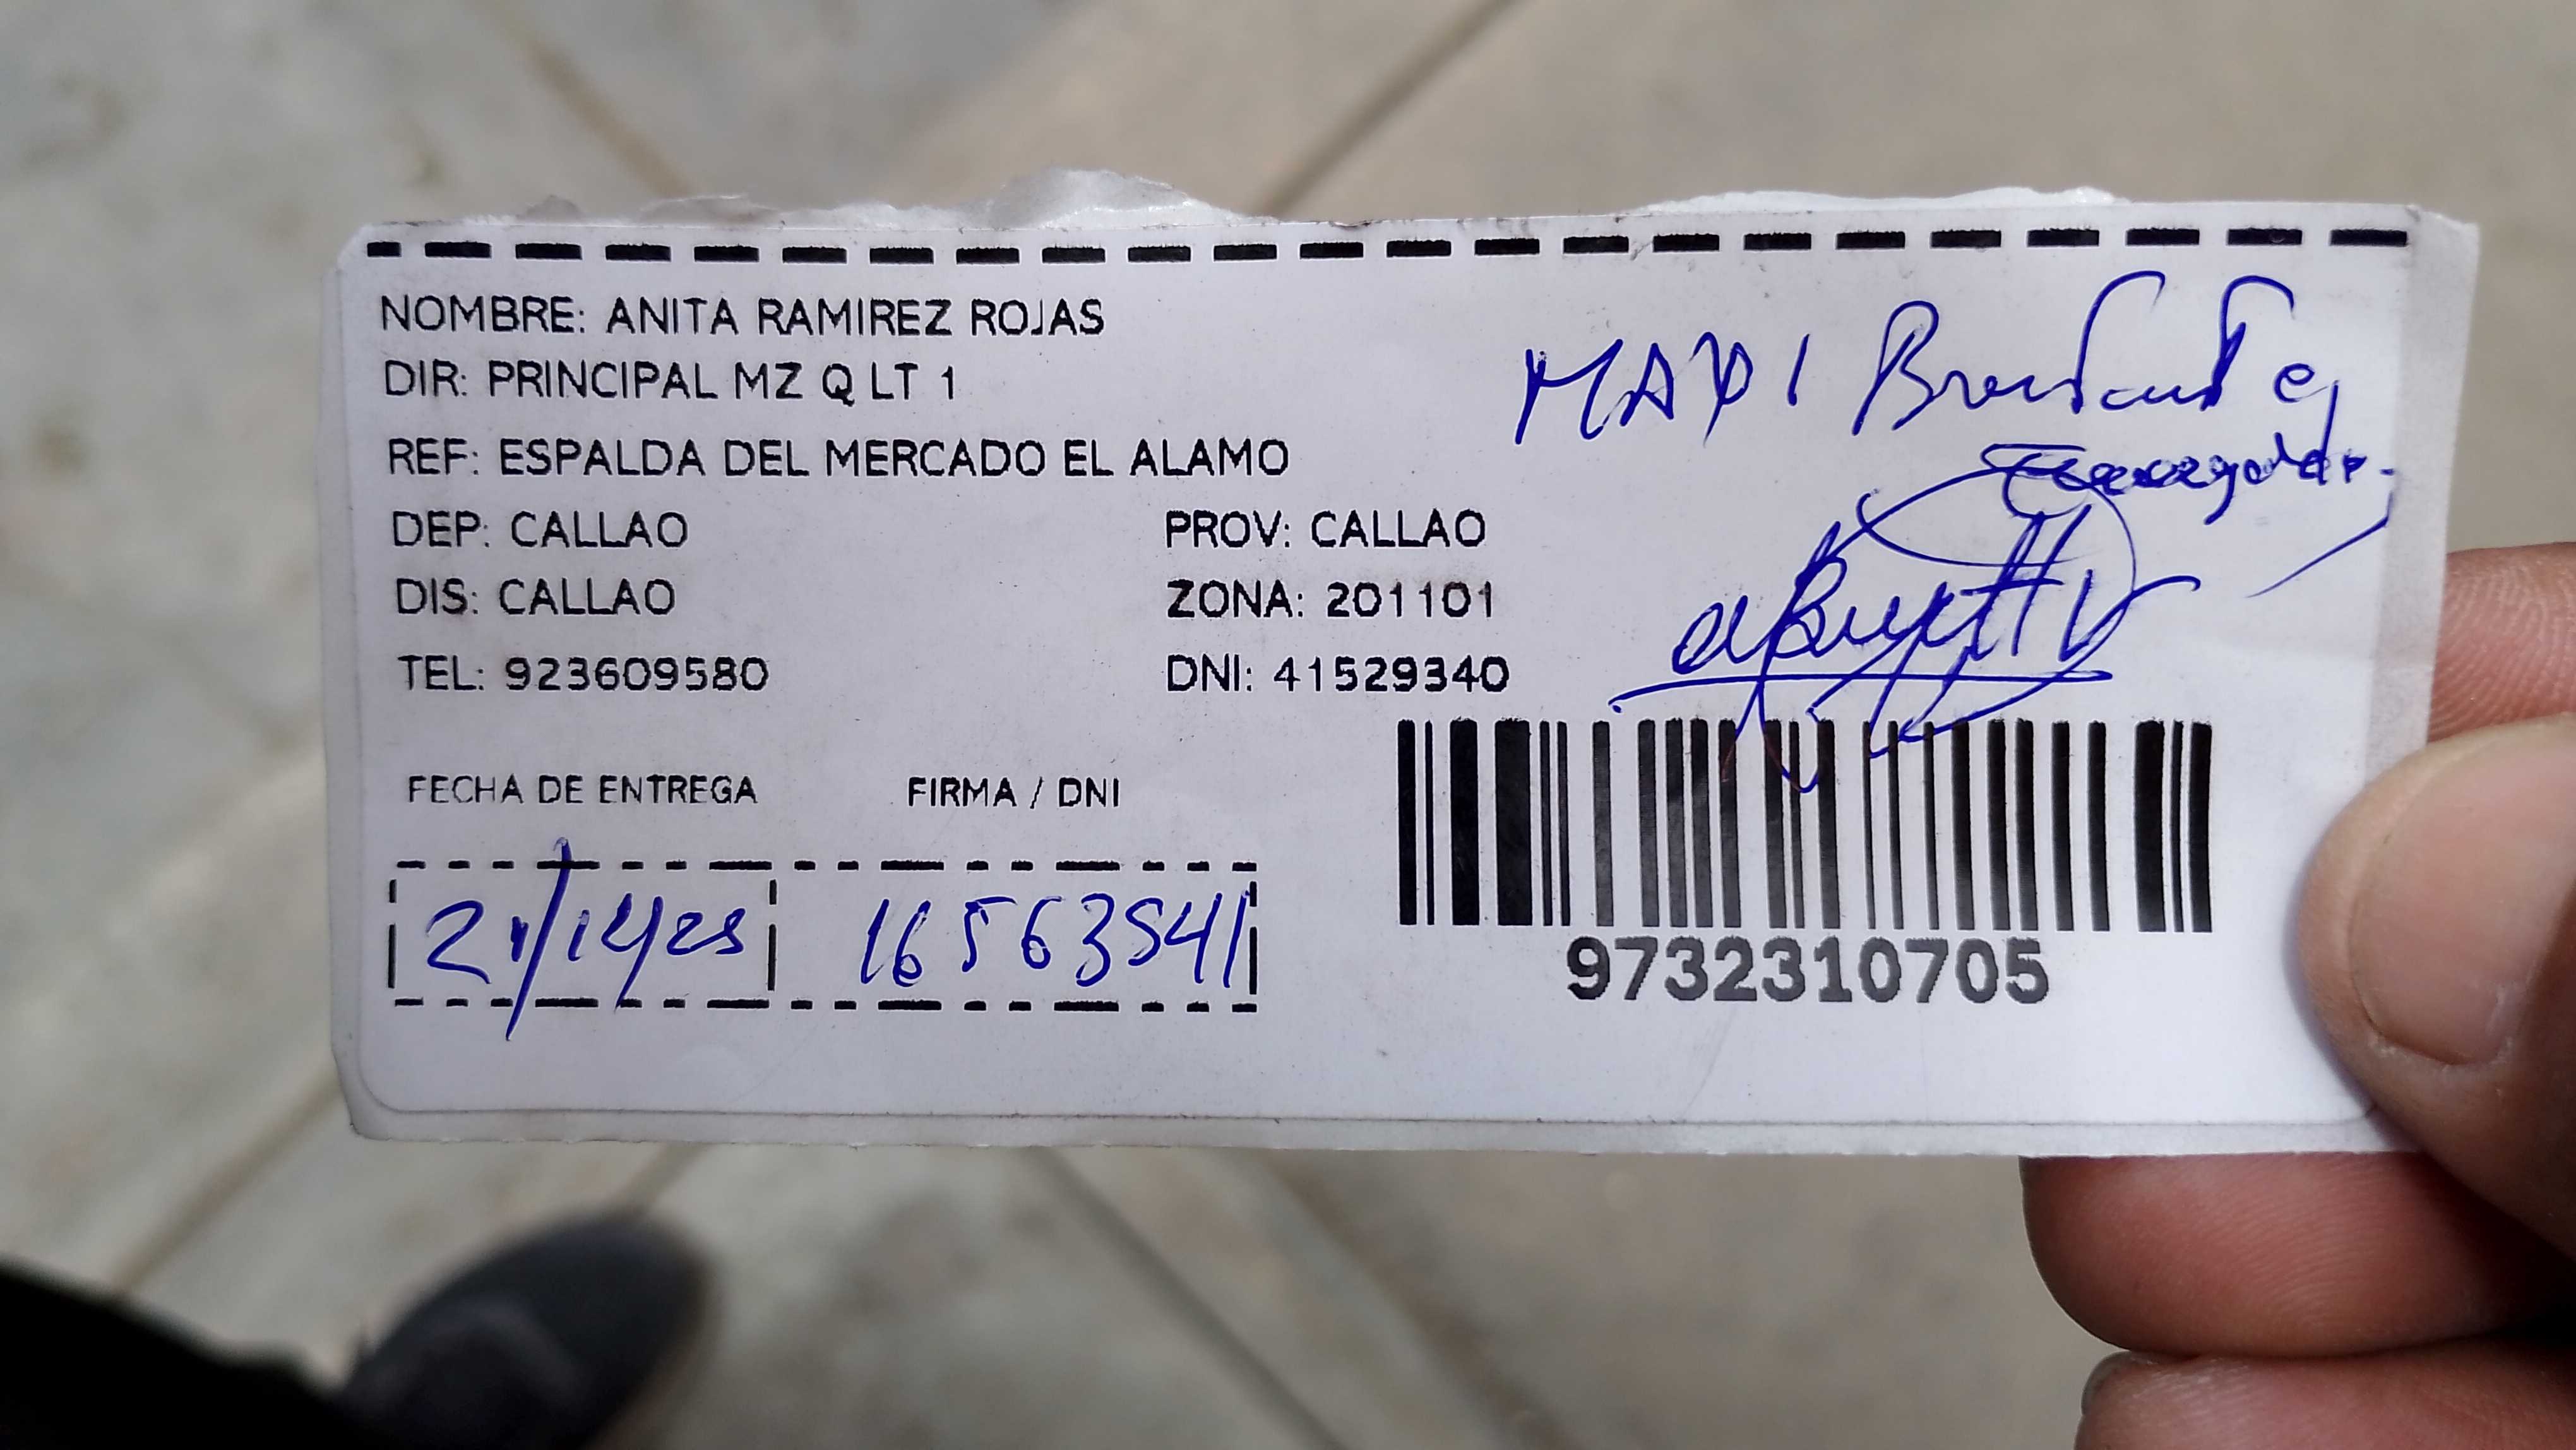 NOMBRE: ANITA RAMIREZ ROJAS
DIR: PRINCIPAL MZ Q LT 1
REF: ESPALDA DEL MERCADO EL ALAMO
DEP: CALLAO PROV: CALLAO
DIS: CALLAO ZONA: 201101
TEL: 923609580 DNI: 41529340
FECHA DE ENTREGA FIRMA / DNI
16563541
9732310705